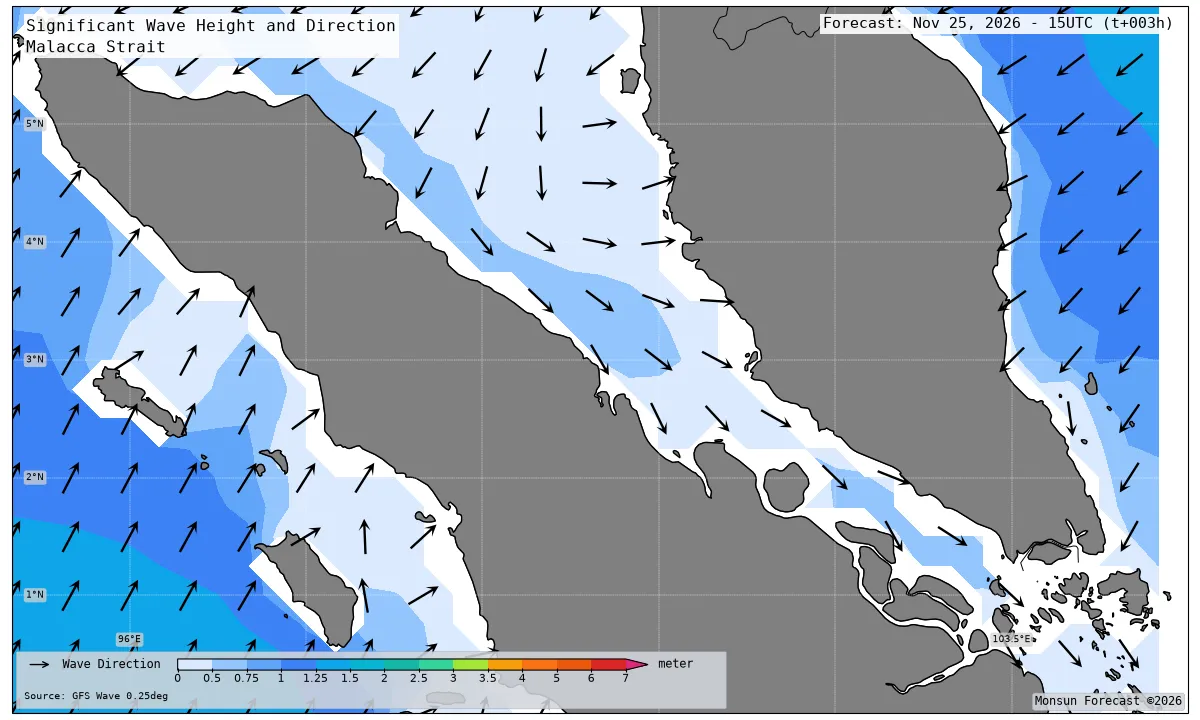 Significant Wave Height and Direction
Malacca Strait
Forecast: Nov 25, 2026 - 15UTC (t+003h)
5°N
4°N
3°N
2°N
1°N
96°E
103.5°E
Wave Direction
meter
0 0.5 0.75 1 1.25 1.5 2 2.5 3 3.5 4 5 6 7
Source: GFS Wave 0.25deg
Monsun Forecast ©2026